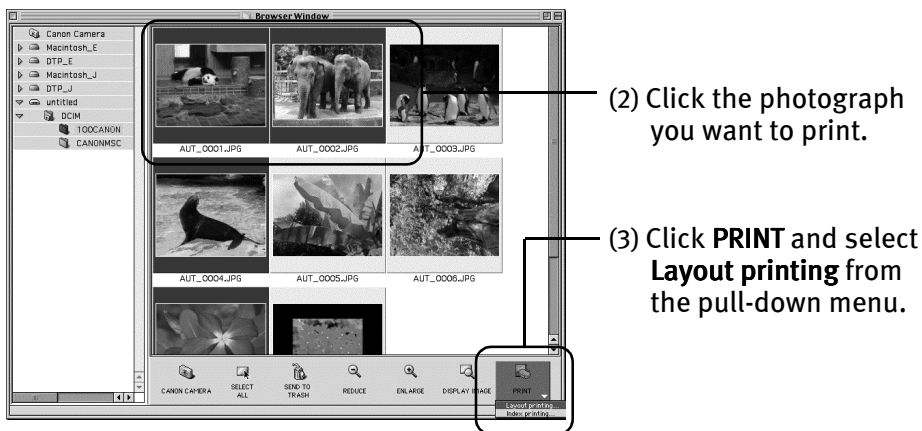 Browser Window
Canon Camera
Macintosh_E
DTP_E
Macintosh_J
DTP_J
untitled
DCIM
100CANON
CANONMSC
AUT_0001.JPG
AUT_0002.JPG
AUT_0003.JPG
AUT_0004.JPG
AUT_0005.JPG
AUT_0006.JPG
CANON CAMERA
SELECT
ALL
SEND TO
TRASH
REDUCE
ENLARGE
DISPLAY IMAGE
PRINT
Layout printing...
Index printing...
(2) Click the photograph
you want to print.
(3) Click PRINT and select
Layout printing from
the pull-down menu.